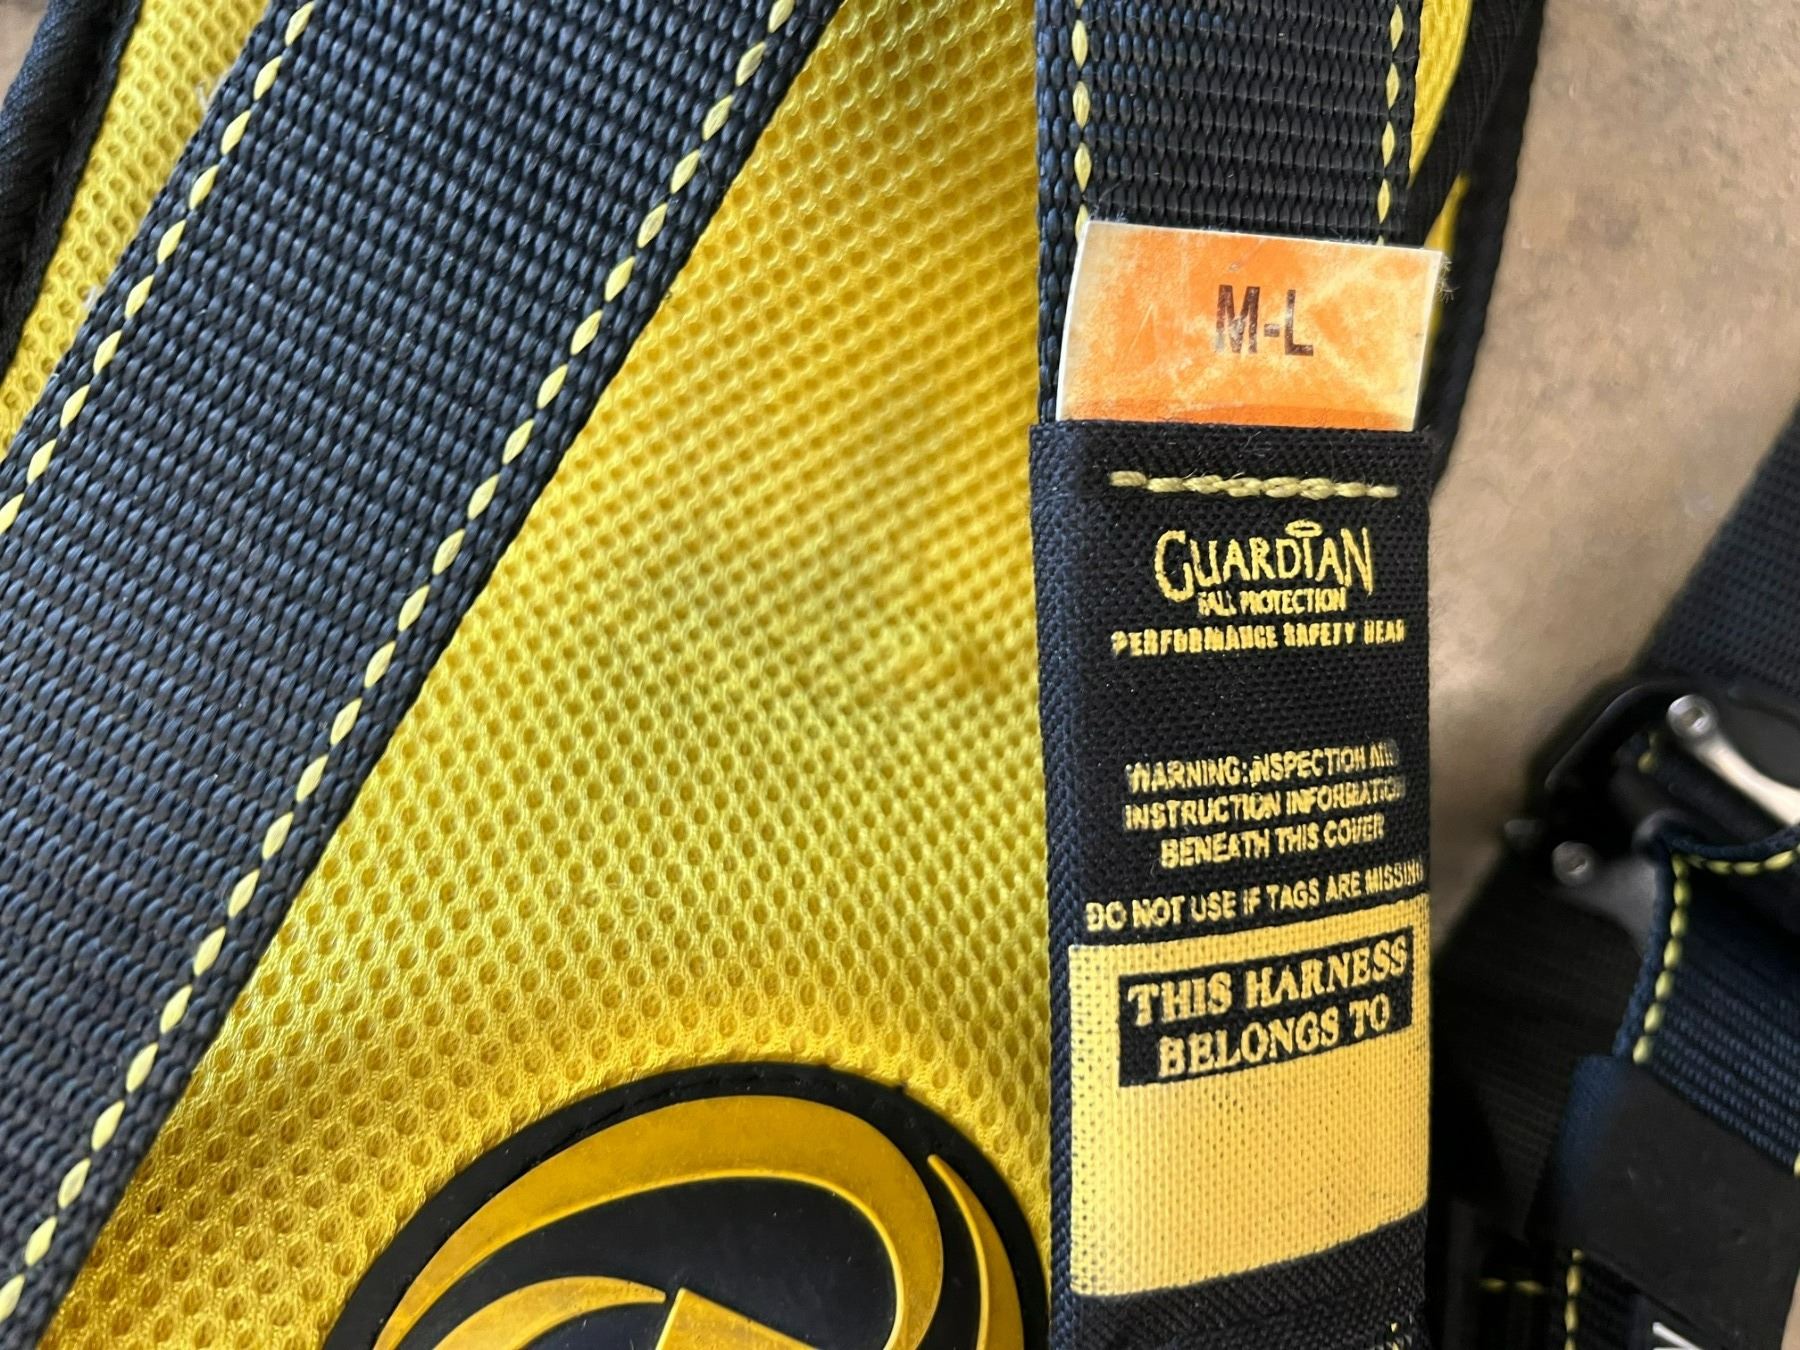 M-L
GUARDIAN
FALL PROTECTION
PERFORMANCE SAFETY HEAR
WARNING: INSPECTION AND
INSTRUCTION INFORMATION
BENEATH THIS COVER
DO NOT USE IF TAGS ARE MISSING
THIS HARNESS
BELONGS TO